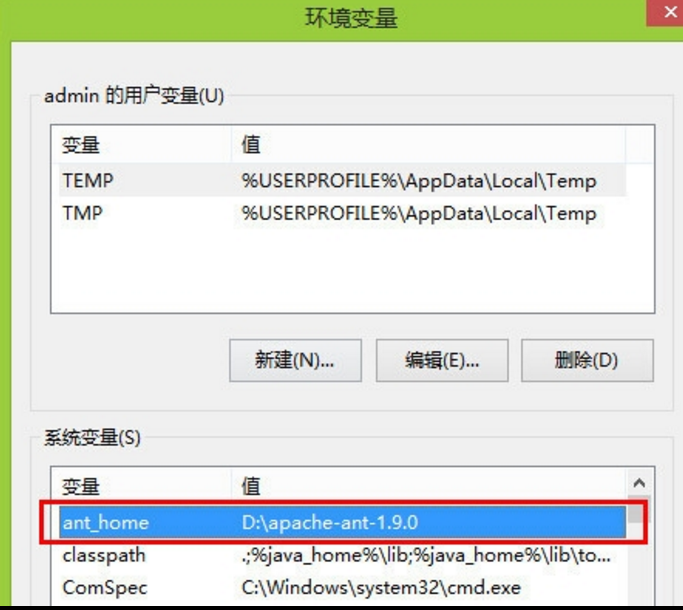 环境变量
admin 的用户变量(U)
变量 值
TEMP %USERPROFILE%\AppData\Local\Temp
TMP %USERPROFILE%\AppData\Local\Temp
新建(N)... 编辑(E)... 删除(D)
系统变量(S)
变量 值
ant_home D:\apache-ant-1.9.0
classpath .;%java_home%\lib;%java_home%\lib\to...
ComSpec C:\Windows\system32\cmd.exe